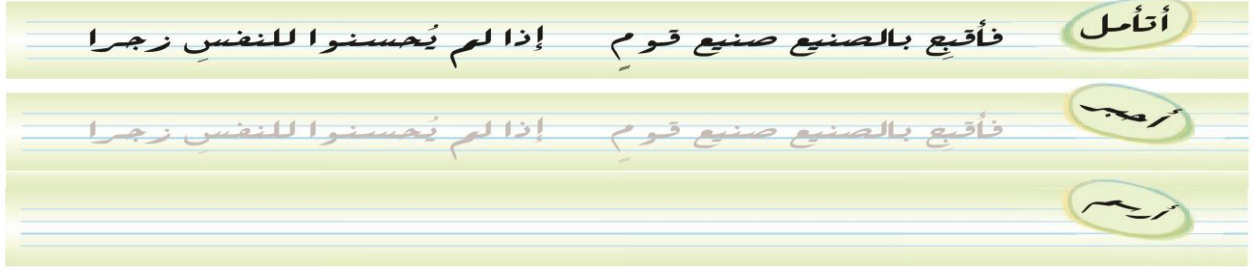 أتأمل فأقبِح بالصنيع صنيع قومٍ إذا لم يُحسنوا للنفسِ زجرا
أحبر فأقبِح بالصنيع صنيع قومٍ إذا لم يُحسنوا للنفسِ زجرا
أرسم